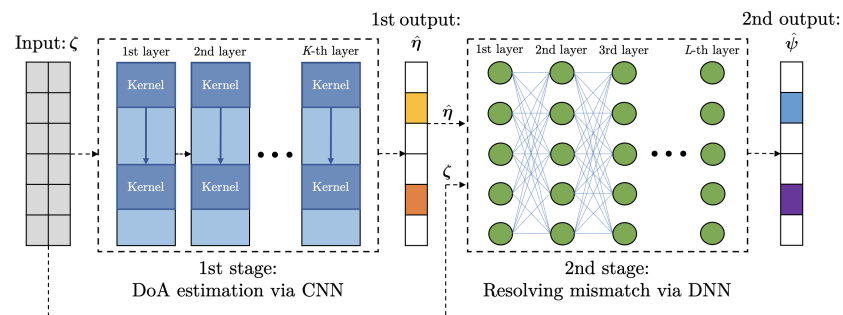 Input: ζ
1st layer
2nd layer
K-th layer
Kernel
Kernel
Kernel
Kernel
Kernel
Kernel
1st stage:
DoA estimation via CNN
1st output:
η̂
η̂
ζ
1st layer
2nd layer
3rd layer
L-th layer
2nd stage:
Resolving mismatch via DNN
2nd output:
ψ̂